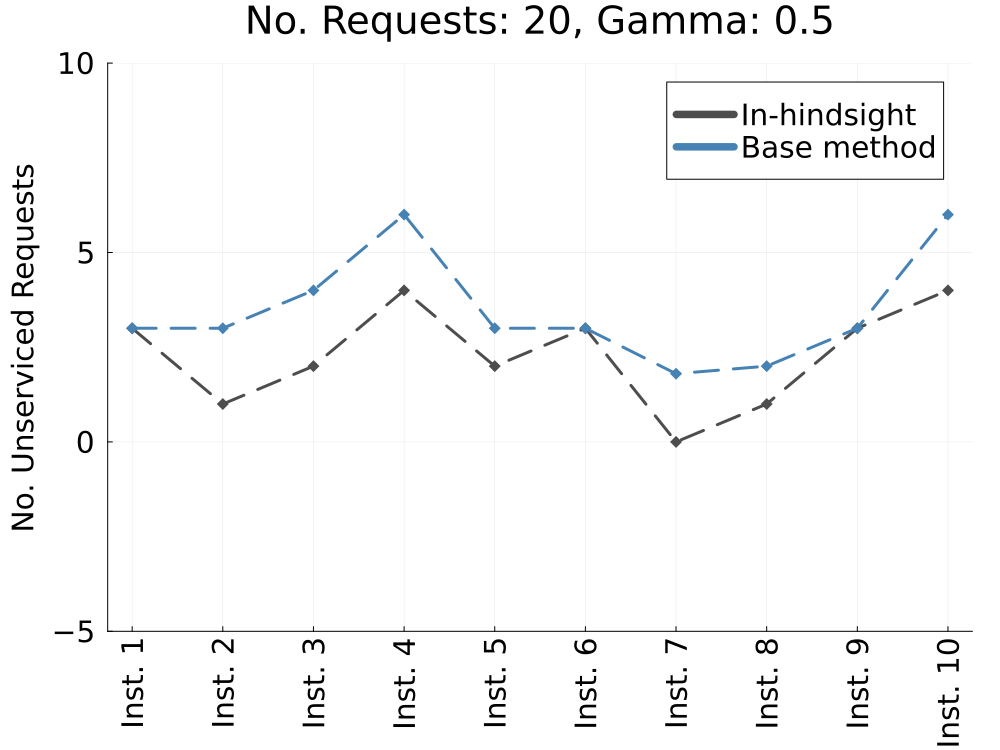 No. Requests: 20, Gamma: 0.5
No. Unserviced Requests
10
5
0
−5
In-hindsight
Base method
Inst. 1
Inst. 2
Inst. 3
Inst. 4
Inst. 5
Inst. 6
Inst. 7
Inst. 8
Inst. 9
Inst. 10